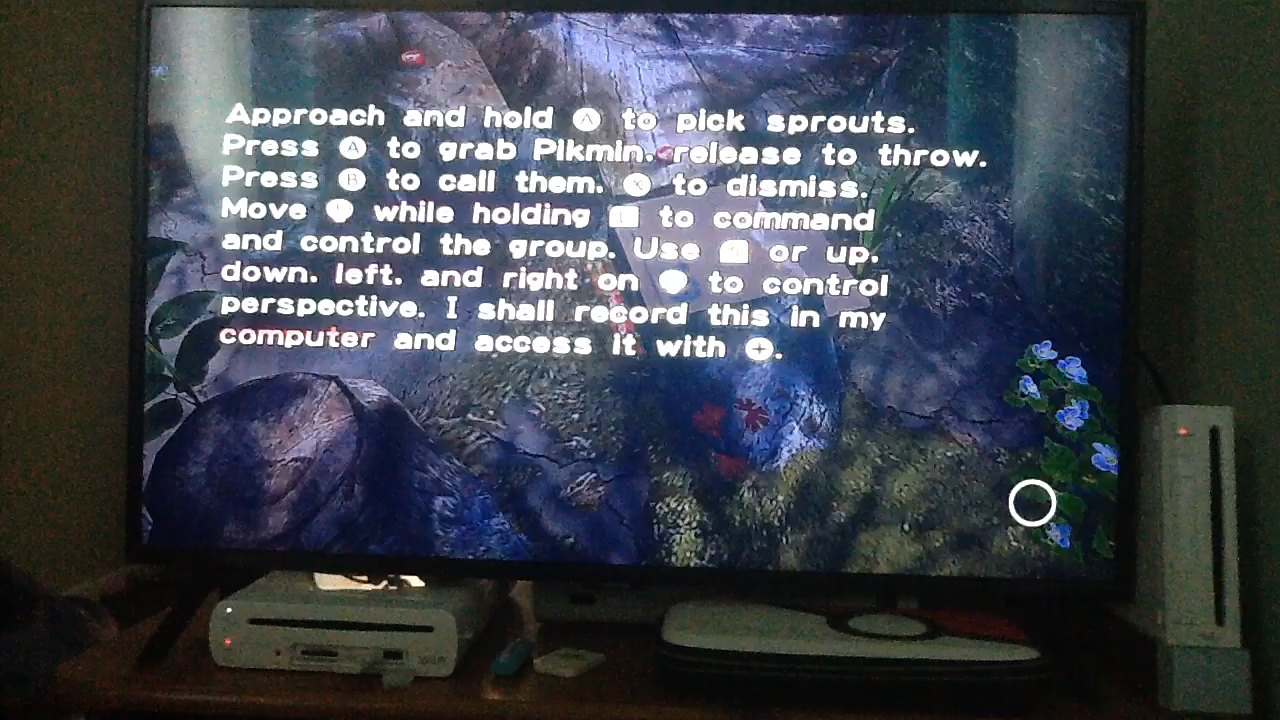 Approach and hold A to pick sprouts.
Press A to grab Pikmin. release to throw.
Press B to call them. X to dismiss.
Move while holding L to command
and control the group. Use or up.
down. left. and right on to control
perspective. I shall record this in my
computer and access it with +.